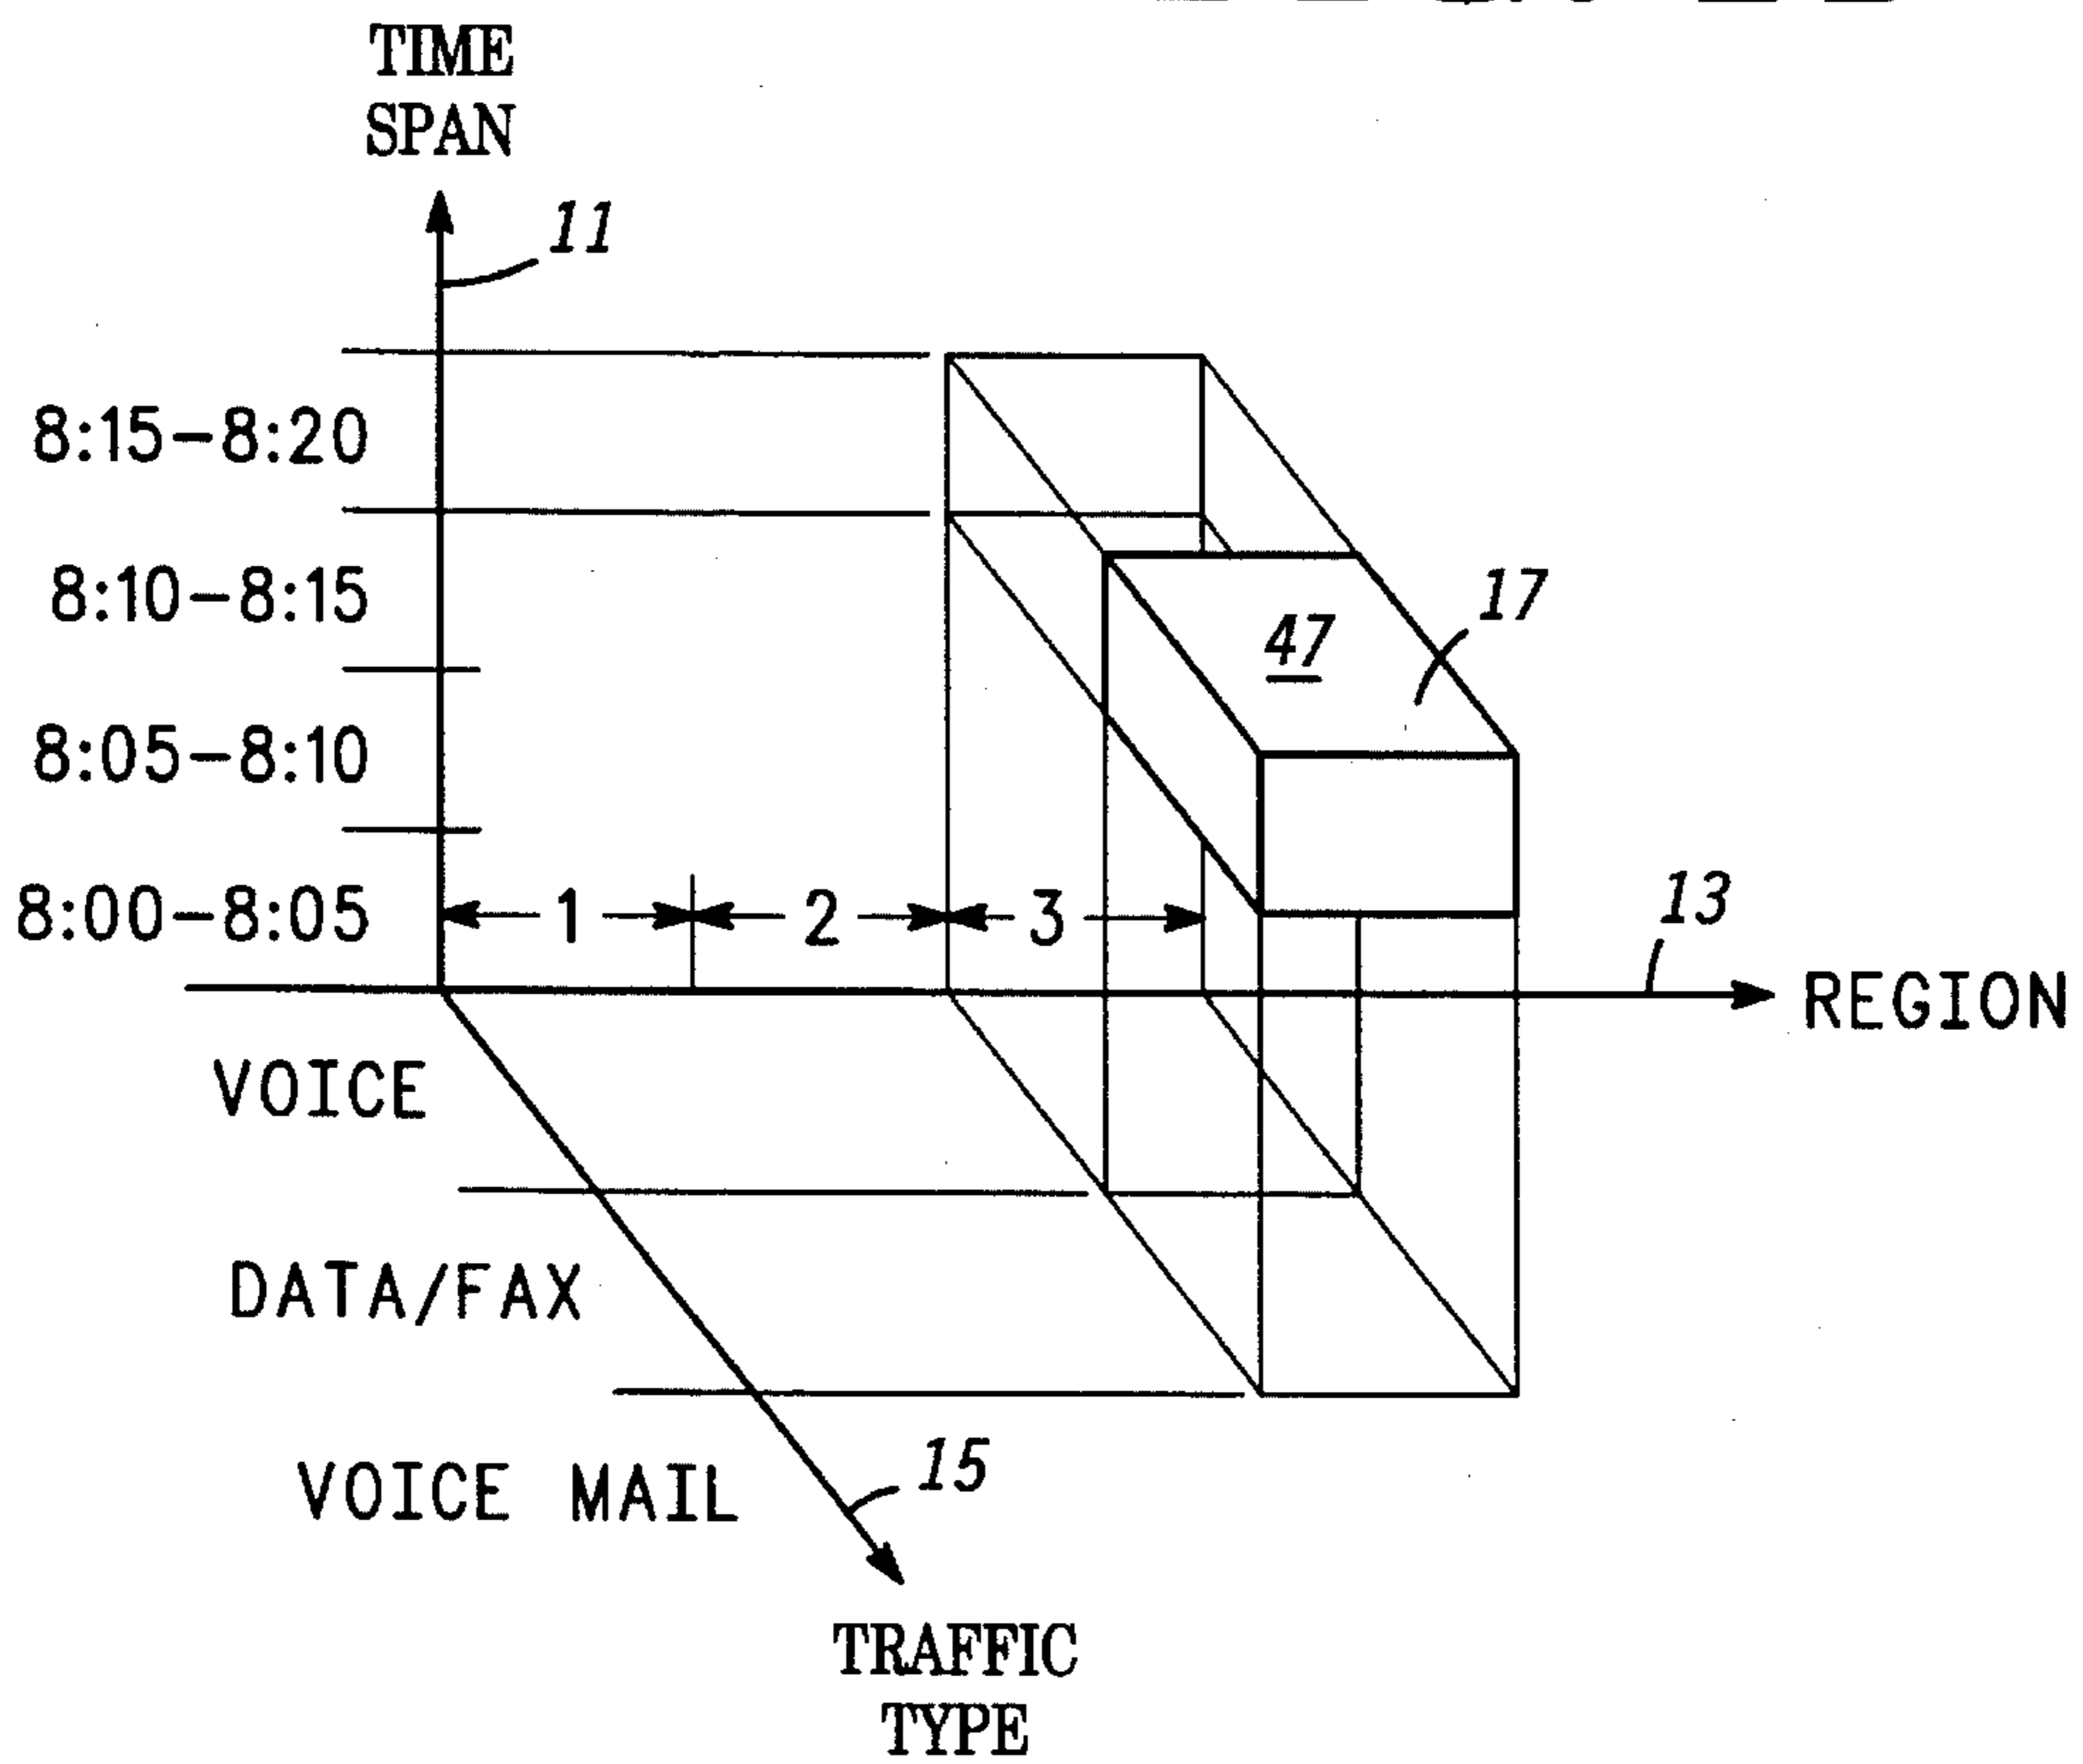 TIME
SPAN
11
8:15-8:20
8:10-8:15
17
47
8:05-8:10
8:00-8:05
1
2
3
13
REGION
VOICE
DATA/FAX
15
VOICE MAIL
TRAFFIC
TYPE